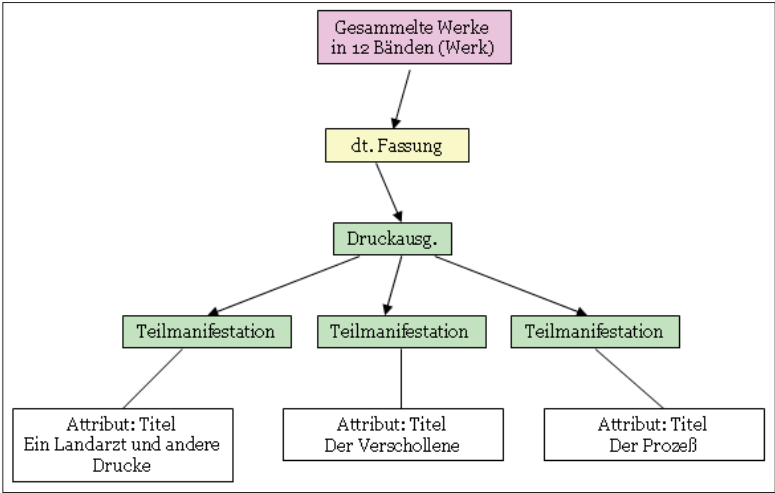 Gesammelte Werke
in 12 Bänden (Werk)
dt. Fassung
Druckausg.
Teilmanifestation
Teilmanifestation
Teilmanifestation
Attribut: Titel
Ein Landarzt und andere
Drucke
Attribut: Titel
Der Verschollene
Attribut: Titel
Der Prozeß